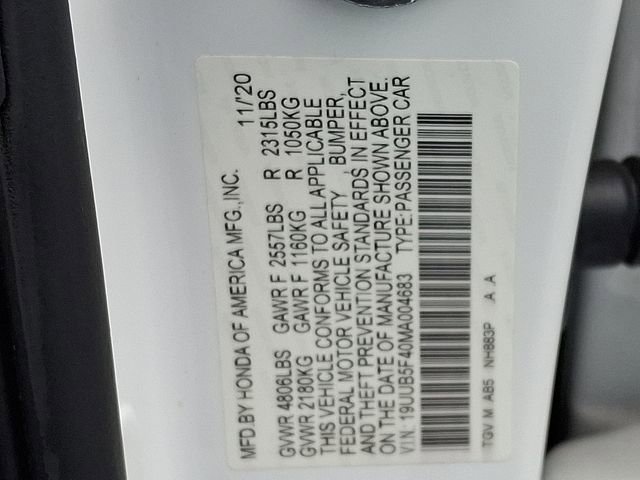 MFD.BY HONDA OF AMERICA MFG.,INC. 11/'20
GVWR 4806LBS GAWR F 2557LBS R 2315LBS
GVWR 2180KG GAWR F 1160KG R 1050KG
THIS VEHICLE CONFORMS TO ALL APPLICABLE
FEDERAL MOTOR VEHICLE SAFETY , BUMPER,
AND THEFT PREVENTION STANDARDS IN EFFECT
ON THE DATE OF MANUFACTURE SHOWN ABOVE.
V.I.N: 19UUB5F40MA004683 TYPE:PASSENGER CAR
TGV M AB5 NH883P A .A